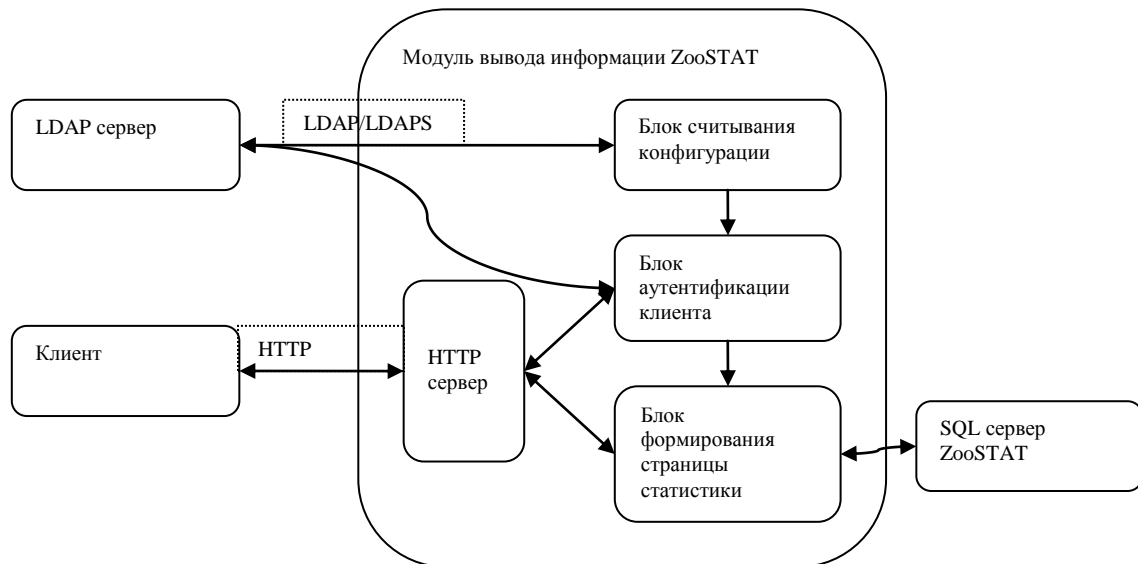 Модуль вывода информации ZooSTAT
LDAP сервер
LDAP/LDAPS
Блок считывания
конфигурации
Блок
аутентификации
клиента
Клиент
HTTP
HTTP
сервер
Блок
формирования
страницы
статистики
SQL сервер
ZooSTAT